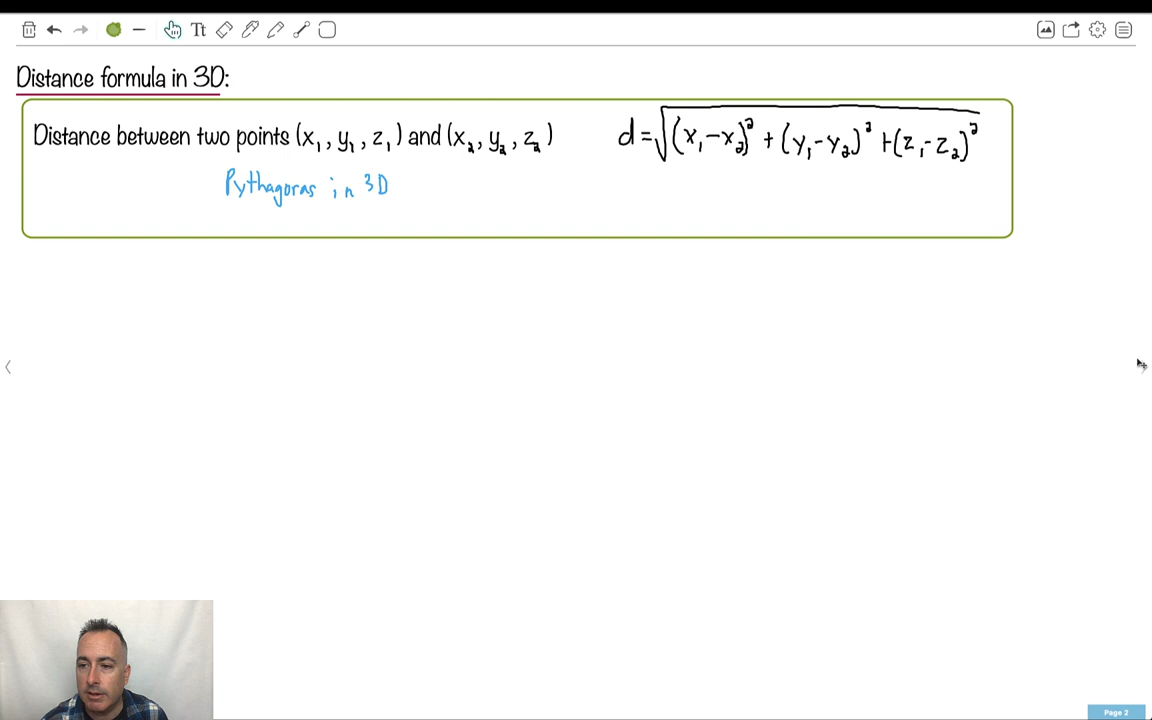 Tt
Distance formula in 3D:
Distance between two points (x₁, y₁, z₁) and (x₂, y₂, z₂) d = √(x₁-x₂)² + (y₁-y₂)² + (z₁-z₂)²
Pythagoras in 3D
Page 2